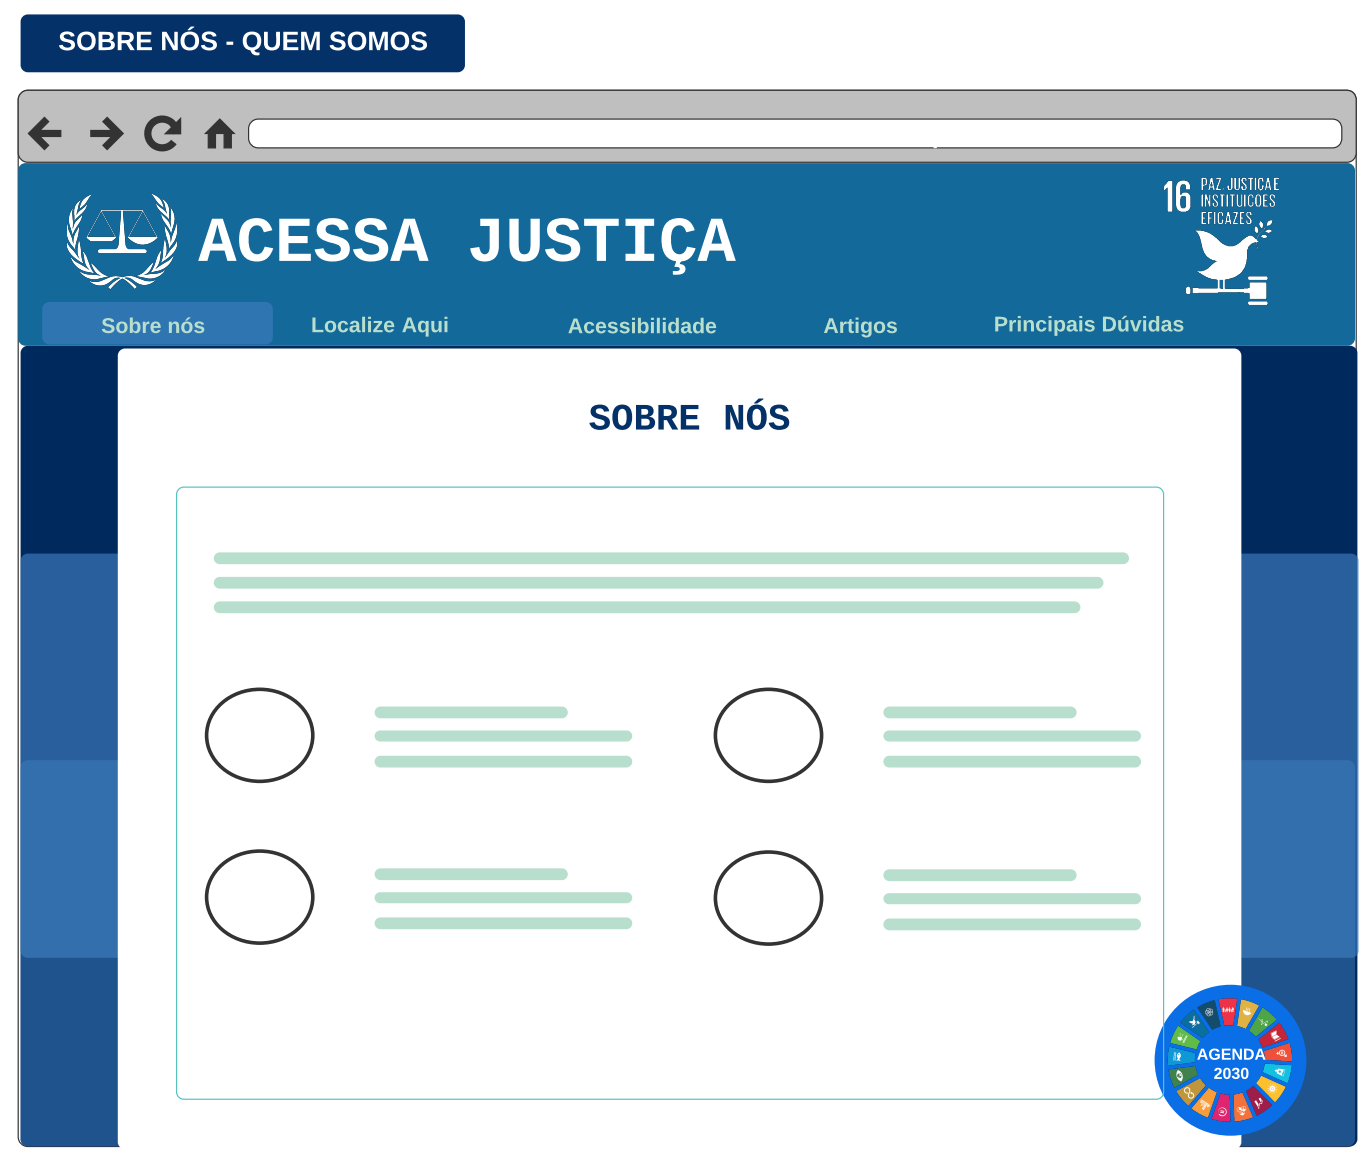 SOBRE NÓS - QUEM SOMOS
16 PAZ, JUSTIÇA E
INSTITUIÇÕES
EFICAZES
ACESSA JUSTIÇA
Sobre nós
Localize Aqui
Acessibilidade
Artigos
Principais Dúvidas
SOBRE NÓS
AGENDA
2030